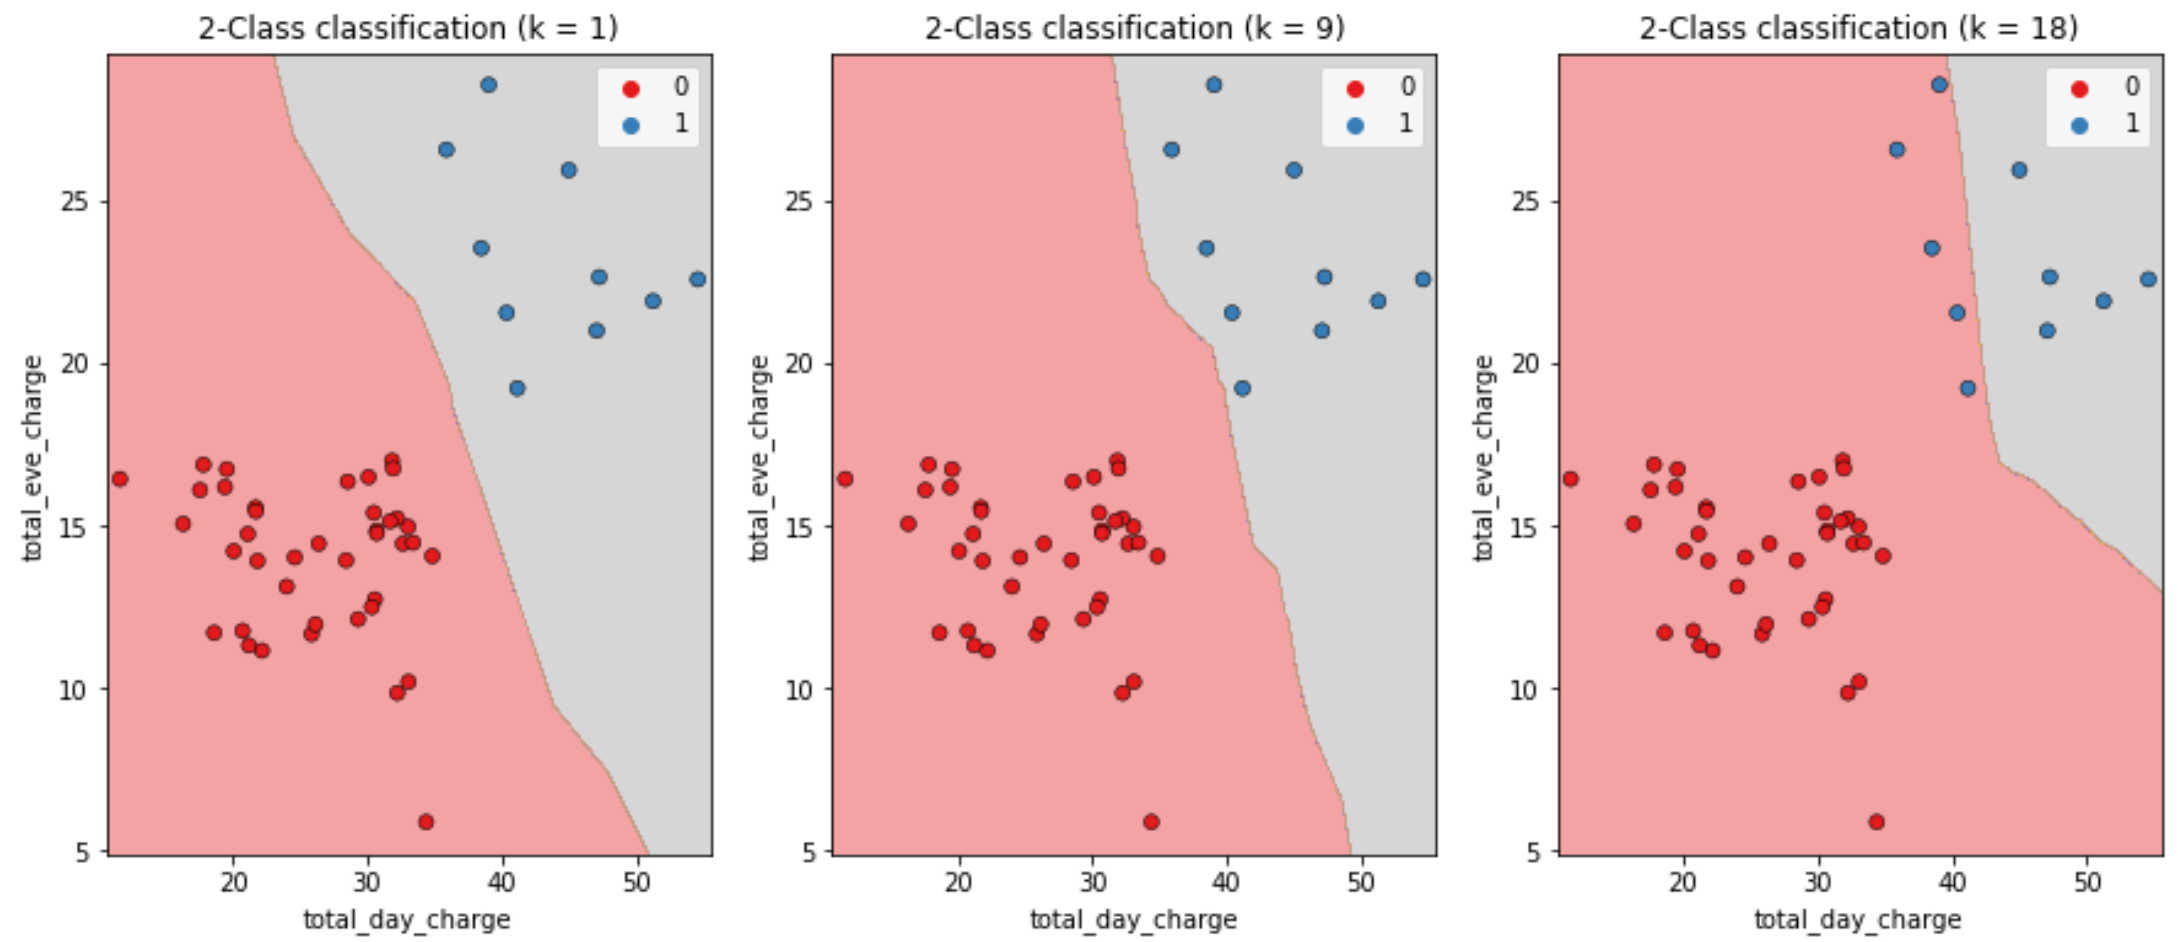 2-Class classification (k = 1)
0
1
25
20
15
10
5
total_eve_charge
20 30 40 50
total_day_charge
2-Class classification (k = 9)
0
1
25
20
15
10
5
total_eve_charge
20 30 40 50
total_day_charge
2-Class classification (k = 18)
0
1
25
20
15
10
5
total_eve_charge
20 30 40 50
total_day_charge